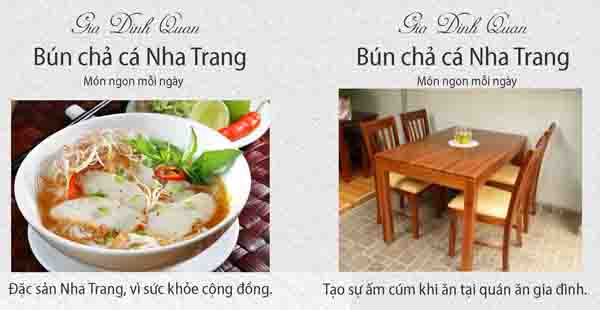 Gia Đình Quán
Bún chả cá Nha Trang
Món ngon mỗi ngày
Đặc sản Nha Trang, vì sức khỏe cộng đồng.
Gia Đình Quán
Bún chả cá Nha Trang
Món ngon mỗi ngày
Tạo sự ấm cúm khi ăn tại quán ăn gia đình.